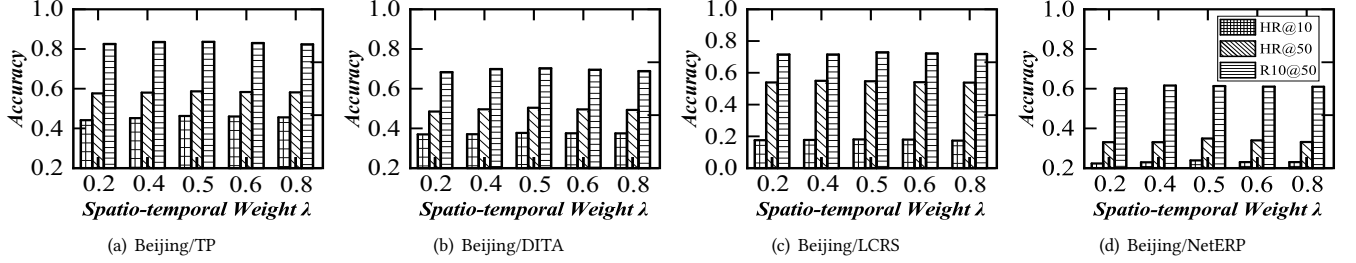 1.0
0.8
0.6
0.4
0.2
Accuracy
0.2 0.4 0.5 0.6 0.8
Spatio-temporal Weight λ
(a) Beijing/TP
1.0
0.8
0.6
0.4
0.2
Accuracy
0.2 0.4 0.5 0.6 0.8
Spatio-temporal Weight λ
(b) Beijing/DITA
1.0
0.8
0.6
0.4
0.2
0.0
Accuracy
0.2 0.4 0.5 0.6 0.8
Spatio-temporal Weight λ
(c) Beijing/LCRS
1.0
0.8
0.6
0.4
0.2
Accuracy
HR@10
HR@50
R10@50
0.2 0.4 0.5 0.6 0.8
Spatio-temporal Weight λ
(d) Beijing/NetERP